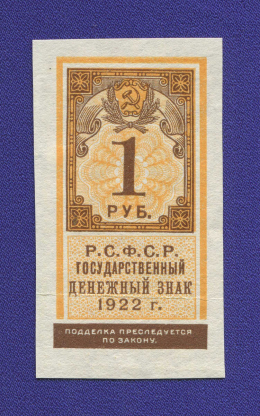 1
РУБ.
Р.С.Ф.С.Р.
ГОСУДАРСТВЕННЫЙ
ДЕНЕЖНЫЙ ЗНАК
1922 г.
ПОДДЕЛКА ПРЕСЛЕДУЕТСЯ
ПО ЗАКОНУ.